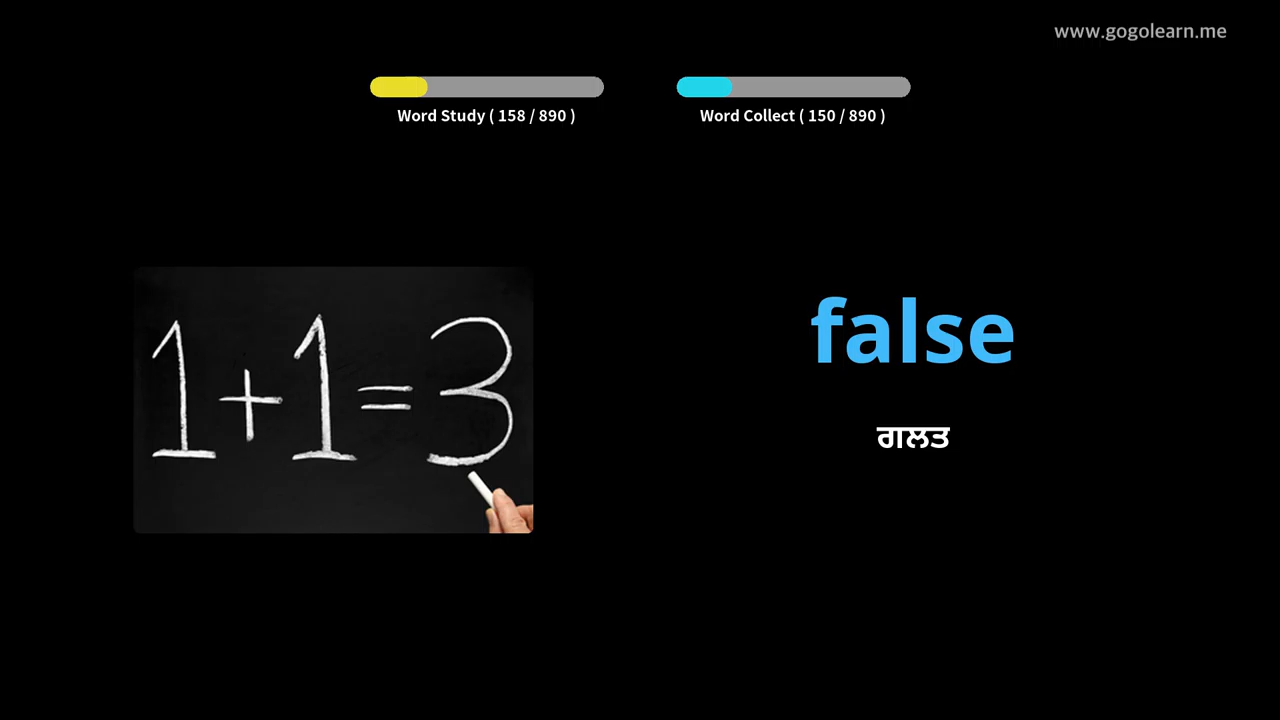 www.gogolearn.me
Word Study ( 158 / 890 )
Word Collect ( 150 / 890 )
1+1=3
false
ਗਲਤ